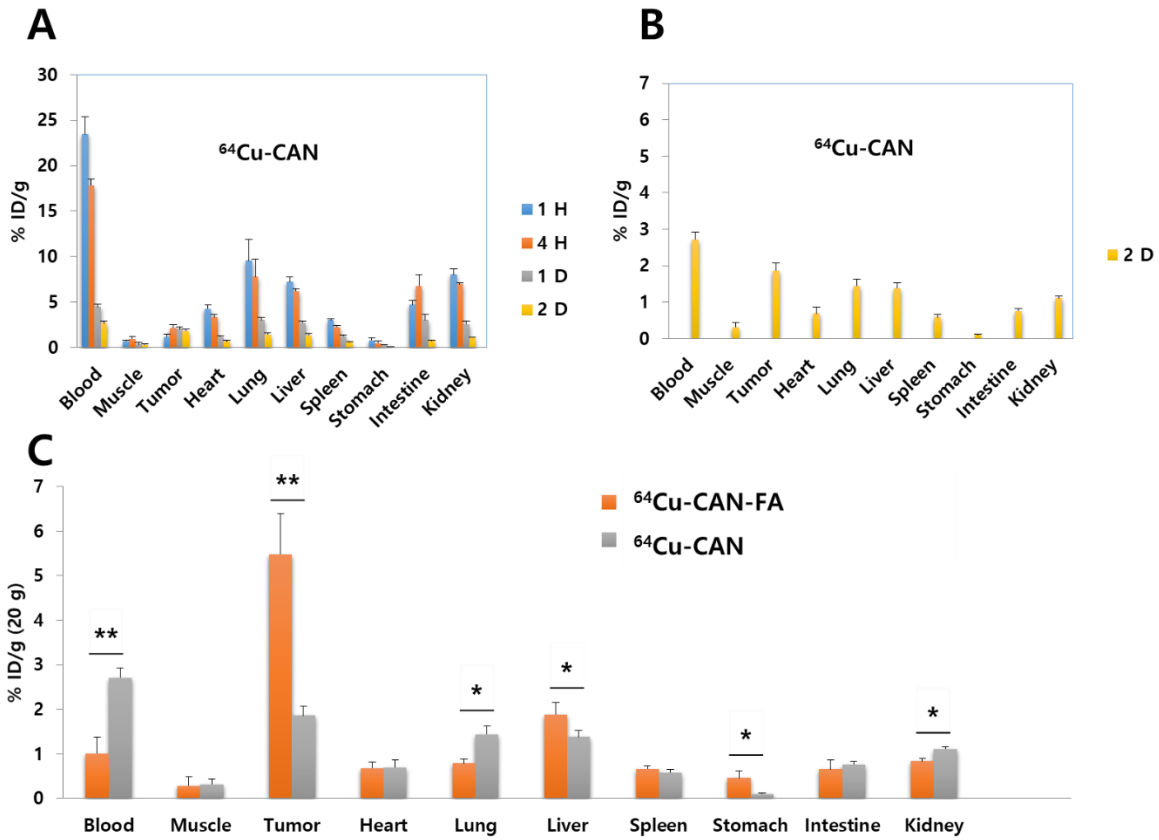 A
30
25
20
15
10
5
0
% ID/g
⁶⁴Cu-CAN
1 H
4 H
1 D
2 D
Blood
Muscle
Tumor
Heart
Lung
Liver
Spleen
Stomach
Intestine
Kidney
B
7
6
5
4
3
2
1
0
% ID/g
⁶⁴Cu-CAN
2 D
Blood
Muscle
Tumor
Heart
Lung
Liver
Spleen
Stomach
Intestine
Kidney
C
7
6
5
4
3
2
1
0
% ID/g (20 g)
**
**
*
*
*
*
⁶⁴Cu-CAN-FA
⁶⁴Cu-CAN
Blood
Muscle
Tumor
Heart
Lung
Liver
Spleen
Stomach
Intestine
Kidney